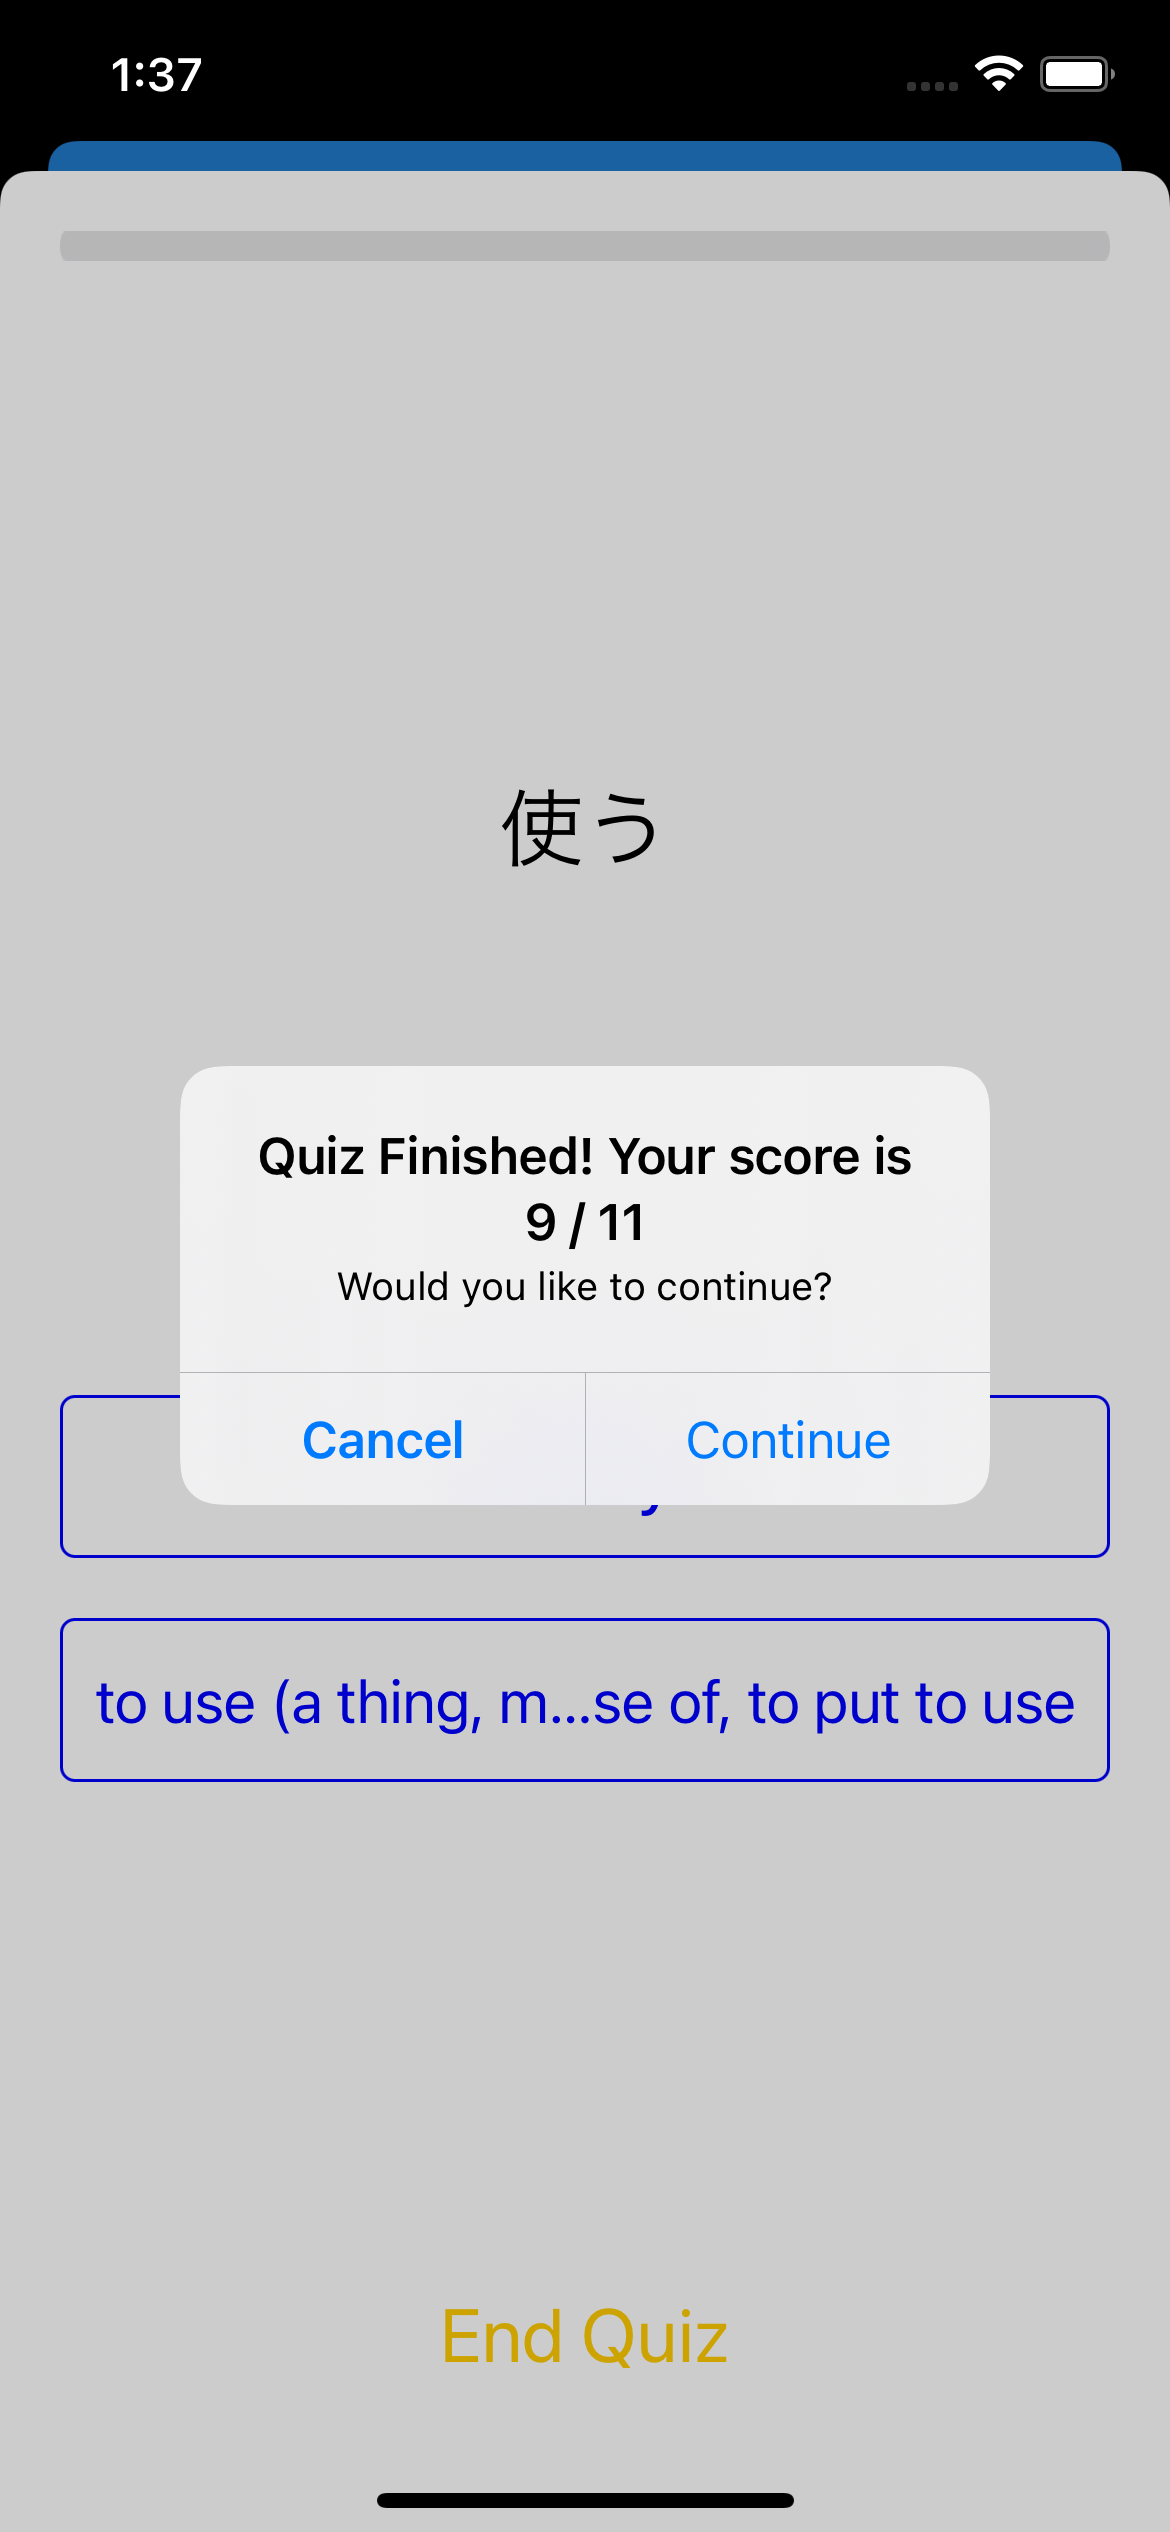 1:37
使う
Quiz Finished! Your score is
9 / 11
Would you like to continue?
Cancel
Continue
to use (a thing, m...se of, to put to use
End Quiz